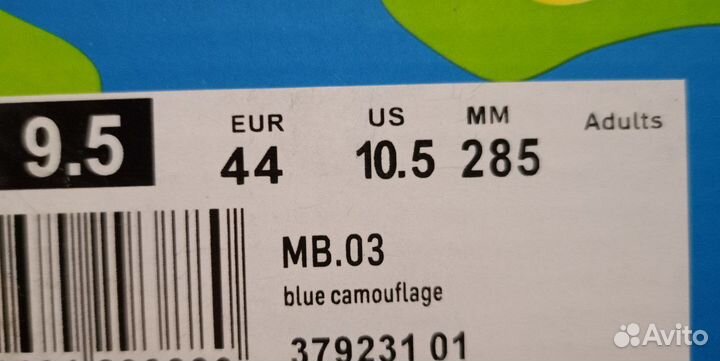 EUR US MM Adults
9.5 44 10.5 285
MB.03
blue camouflage
379231 01
Avito